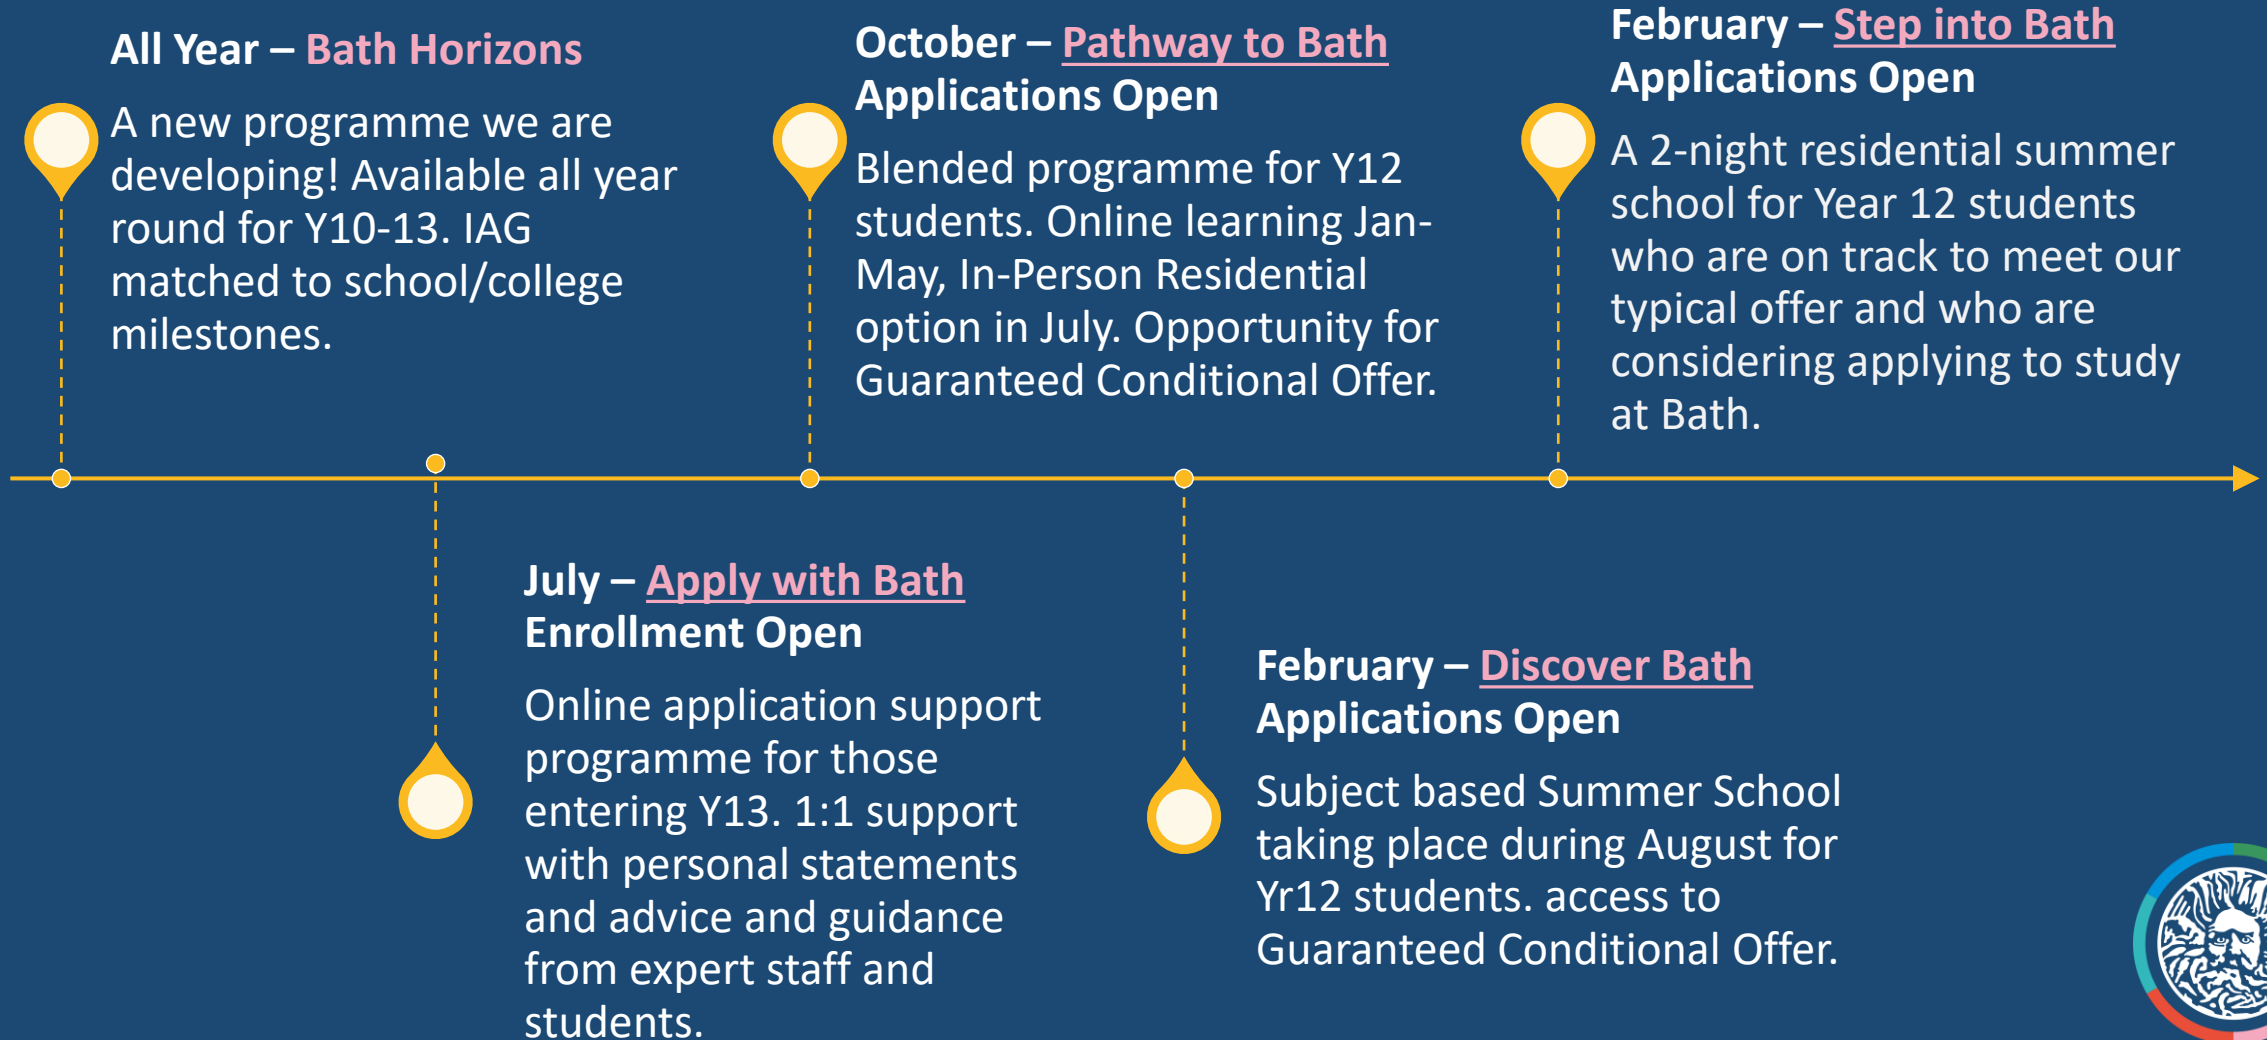 All Year – Bath Horizons
A new programme we are
developing! Available all year
round for Y10-13. IAG
matched to school/college
milestones.
July – Apply with Bath
Enrollment Open
Online application support
programme for those
entering Y13. 1:1 support
with personal statements
and advice and guidance
from expert staff and
students.
October – Pathway to Bath
Applications Open
Blended programme for Y12
students. Online learning Jan-
May, In-Person Residential
option in July. Opportunity for
Guaranteed Conditional Offer.
February – Discover Bath
Applications Open
Subject based Summer School
taking place during August for
Yr12 students. access to
Guaranteed Conditional Offer.
February – Step into Bath
Applications Open
A 2-night residential summer
school for Year 12 students
who are on track to meet our
typical offer and who are
considering applying to study
at Bath.